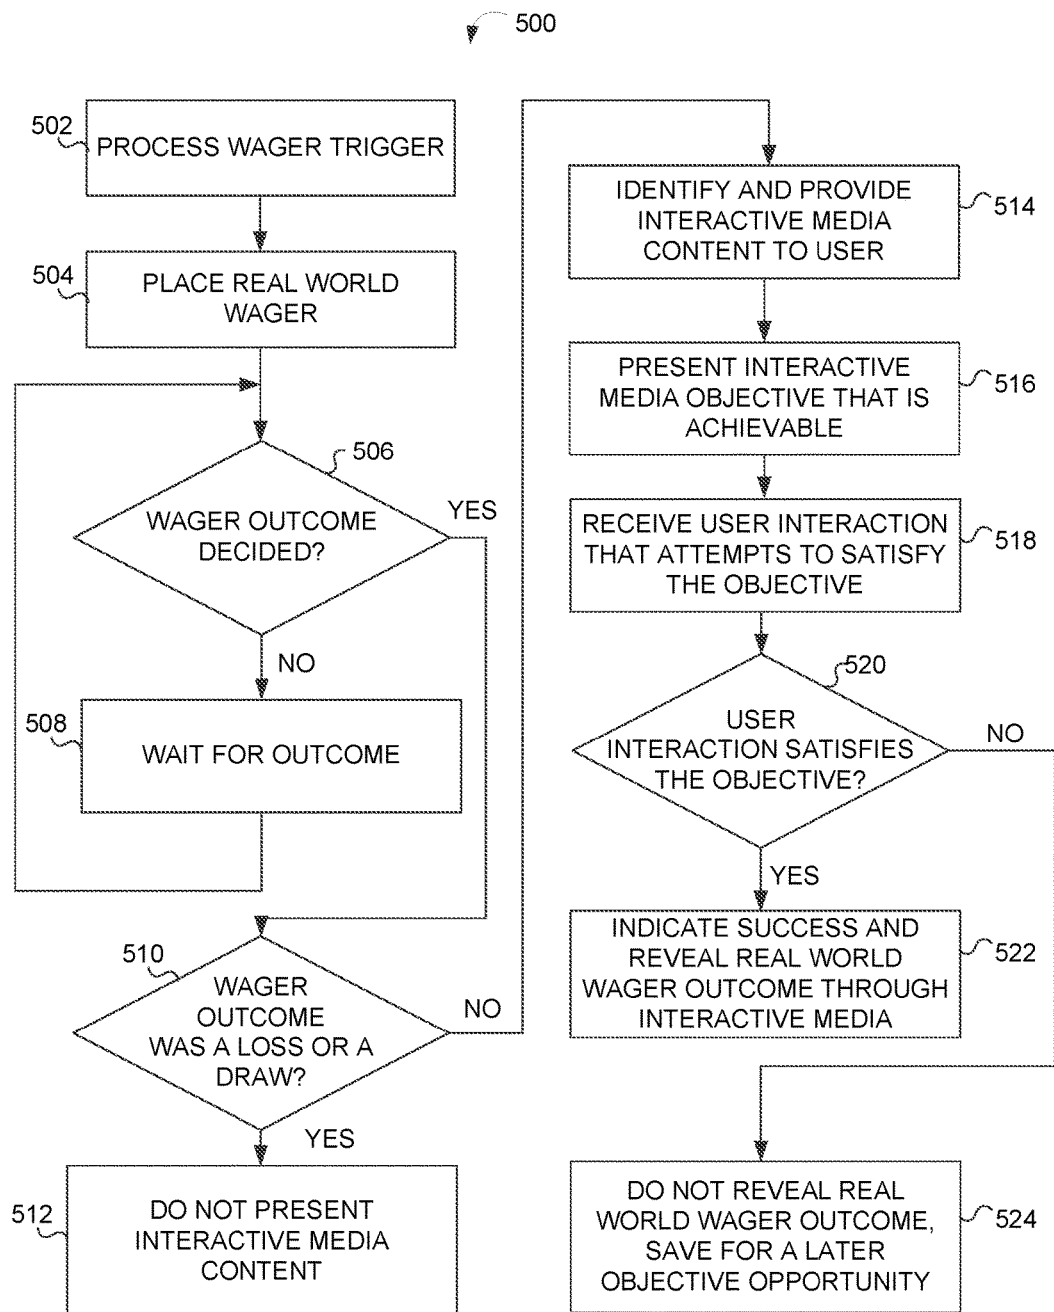 500
502
PROCESS WAGER TRIGGER
504
PLACE REAL WORLD
WAGER
506
WAGER OUTCOME
DECIDED?
YES
NO
508
WAIT FOR OUTCOME
510
WAGER
OUTCOME
WAS A LOSS OR A
DRAW?
NO
YES
512
DO NOT PRESENT
INTERACTIVE MEDIA
CONTENT
IDENTIFY AND PROVIDE
INTERACTIVE MEDIA
CONTENT TO USER
514
PRESENT INTERACTIVE
MEDIA OBJECTIVE THAT IS
ACHIEVABLE
516
RECEIVE USER INTERACTION
THAT ATTEMPTS TO SATISFY
THE OBJECTIVE
518
520
USER
INTERACTION SATISFIES
THE OBJECTIVE?
NO
YES
INDICATE SUCCESS AND
REVEAL REAL WORLD
WAGER OUTCOME THROUGH
INTERACTIVE MEDIA
522
DO NOT REVEAL REAL
WORLD WAGER OUTCOME,
SAVE FOR A LATER
OBJECTIVE OPPORTUNITY
524